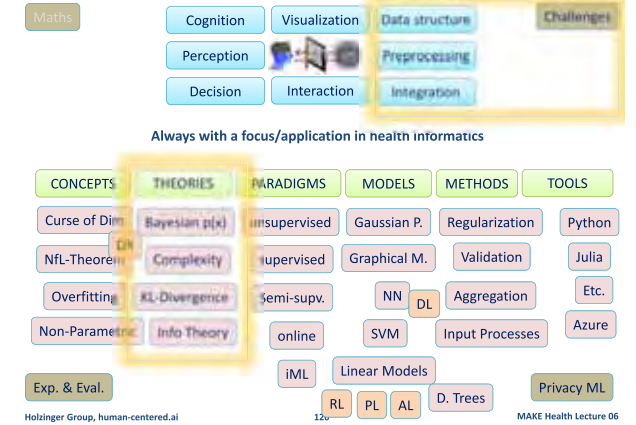 Maths
Cognition Visualization Data structure Challenges
Perception Preprocessing
Decision Interaction Integration
Always with a focus/application in health informatics
CONCEPTS THEORIES PARADIGMS MODELS METHODS TOOLS
Curse of Dim Bayesian p(x) unsupervised Gaussian P. Regularization Python
NfL-Theorem Complexity supervised Graphical M. Validation Julia
Overfitting KL-Divergence Semi-supv. NN DL Aggregation Etc.
Non-Parametric Info Theory online SVM Input Processes Azure
iML Linear Models
Exp. & Eval. RL PL AL D. Trees Privacy ML
Holzinger Group, human-centered.ai MAKE Health Lecture 06